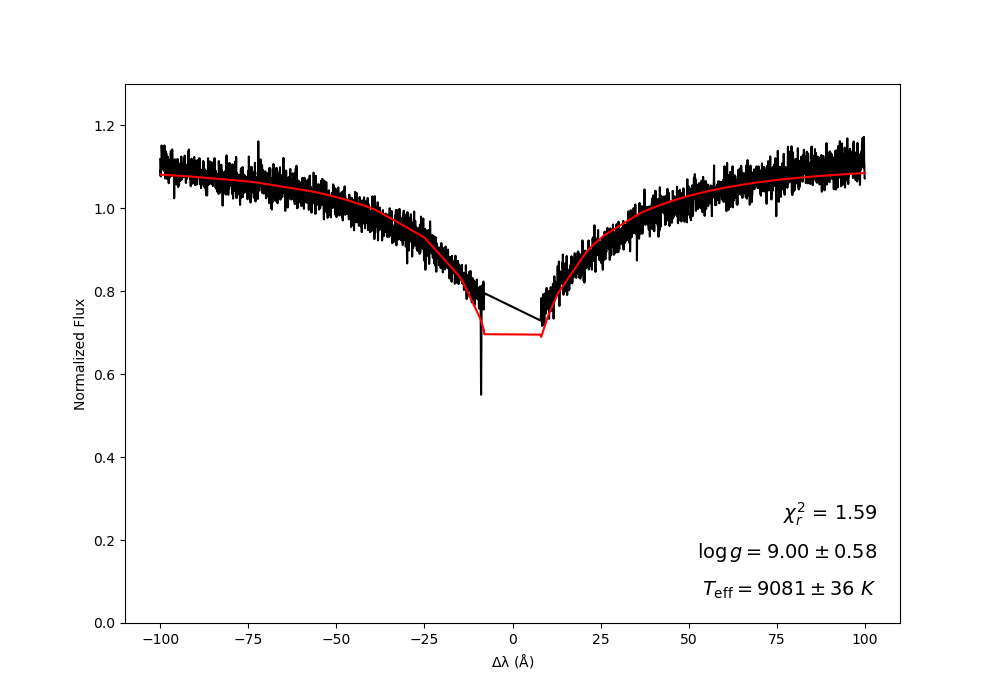 1.2
1.0
0.8
0.6
0.4
0.2
0.0
Normalized Flux
χ²ᵣ = 1.59
log g = 9.00 ± 0.58
T_eff = 9081 ± 36 K
−100 −75 −50 −25 0 25 50 75 100
Δλ (Å)